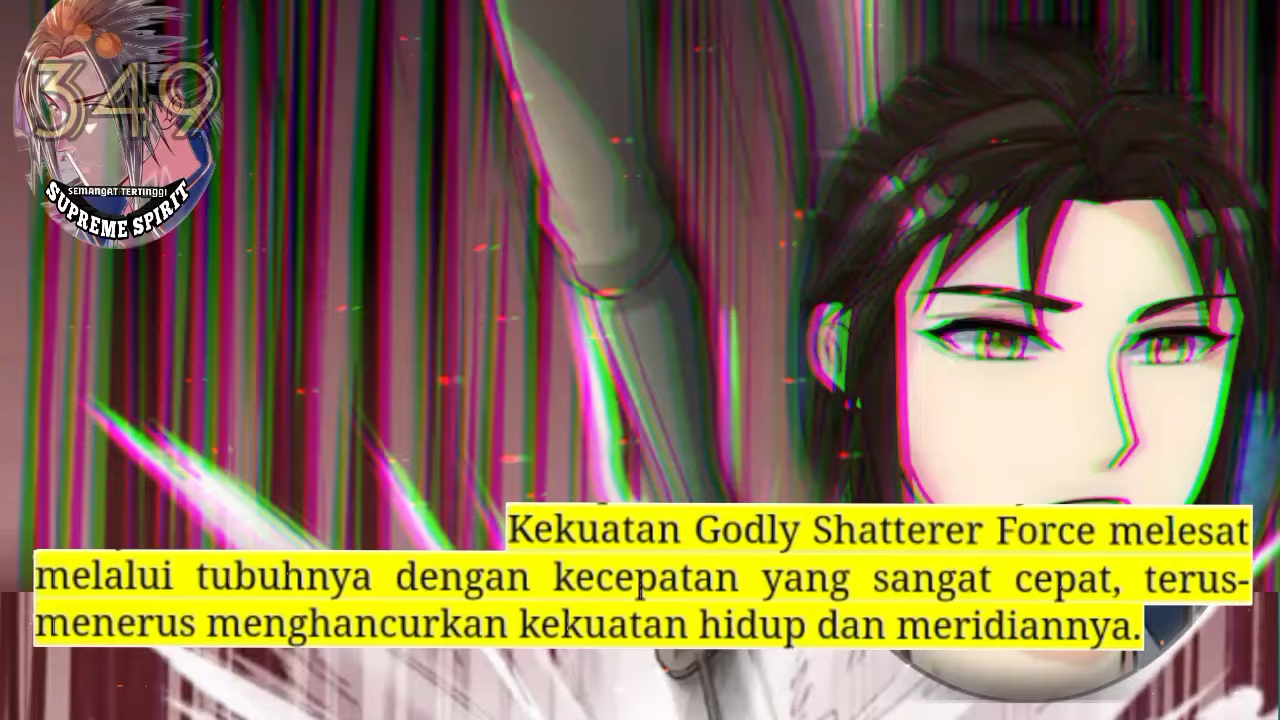 349
SEMANGAT TERTINGGI
SUPREME SPIRIT
Kekuatan Godly Shatterer Force melesat
melalui tubuhnya dengan kecepatan yang sangat cepat, terus-
menerus menghancurkan kekuatan hidup dan meridiannya.